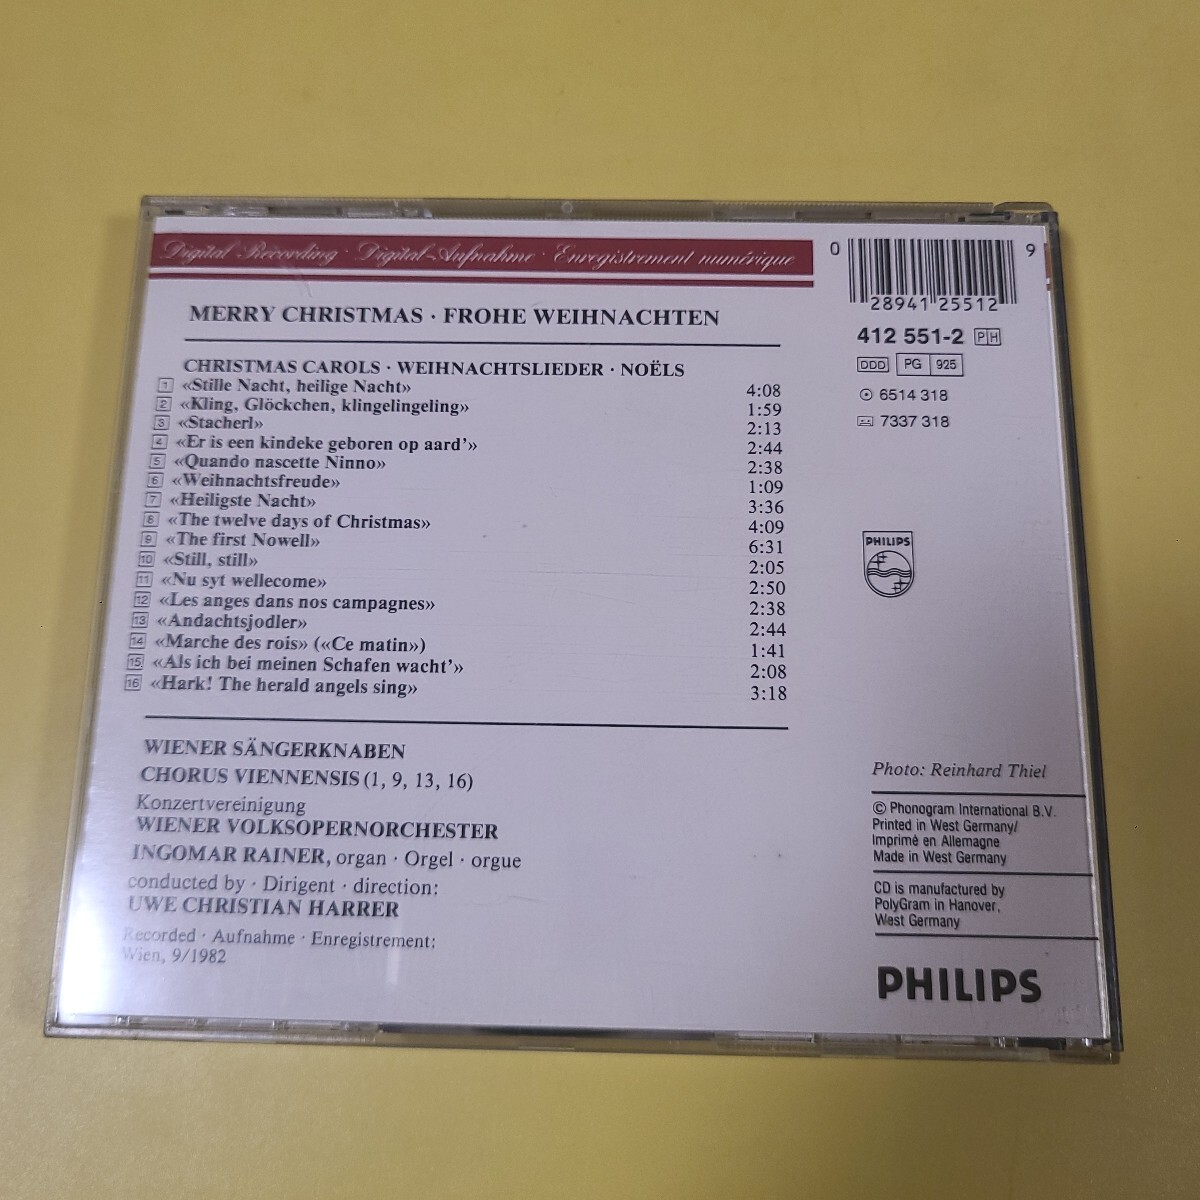 Digital Recording · Digital-Aufnahme · Enregistrement numérique
MERRY CHRISTMAS · FROHE WEIHNACHTEN
CHRISTMAS CAROLS · WEIHNACHTSLIEDER · NOËLS
1 «Stille Nacht, heilige Nacht» 4:08
2 «Kling, Glöckchen, klingelingeling» 1:59
3 «Stacherl» 2:13
4 «Er is een kindeke geboren op aard'» 2:44
5 «Quando nascette Ninno» 2:38
6 «Weihnachtsfreude» 1:09
7 «Heiligste Nacht» 3:36
8 «The twelve days of Christmas» 4:09
9 «The first Nowell» 6:31
10 «Still, still» 2:05
11 «Nu syt wellecome» 2:50
12 «Les anges dans nos campagnes» 2:38
13 «Andachtsjodler» 2:44
14 «Marche des rois» («Ce matin») 1:41
15 «Als ich bei meinen Schafen wacht'» 2:08
16 «Hark! The herald angels sing» 3:18
WIENER SÄNGERKNABEN
CHORUS VIENNENSIS (1, 9, 13, 16)
Konzertvereinigung
WIENER VOLKSOPERNORCHESTER
INGOMAR RAINER, organ · Orgel · orgue
conducted by · Dirigent · direction:
UWE CHRISTIAN HARRER
Recorded · Aufnahme · Enregistrement:
Wien, 9/1982
0 28941 25512 9
412 551-2 PH
DDD PG 925
6514 318
7337 318
PHILIPS
Photo: Reinhard Thiel
© Phonogram International B.V.
Printed in West Germany/
Imprimé en Allemagne
Made in West Germany
CD is manufactured by
PolyGram in Hanover,
West Germany
PHILIPS